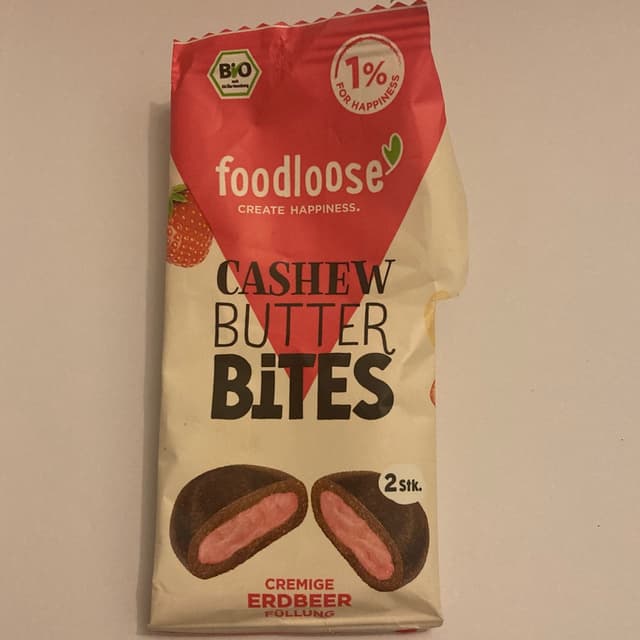 BiO
1%
FOR HAPPINESS
foodloose
CREATE HAPPINESS.
CASHEW
BUTTER
BiTES
2 Stk.
CREMIGE
ERDBEER
FÜLLUNG